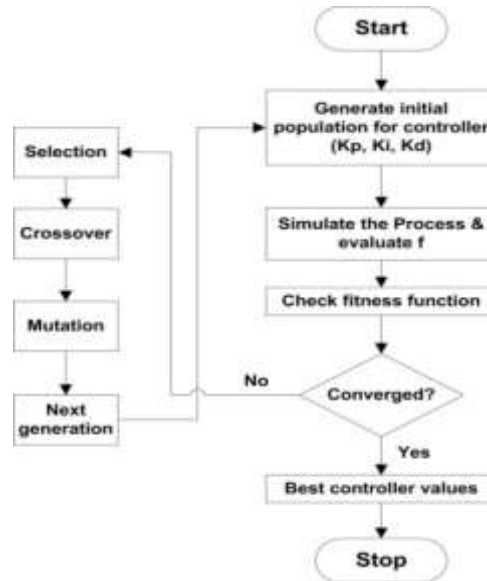 Start
Generate initial
population for controller
(Kp, Ki, Kd)
Simulate the Process &
evaluate f
Check fitness function
Converged?
No
Yes
Best controller values
Stop
Selection
Crossover
Mutation
Next
generation